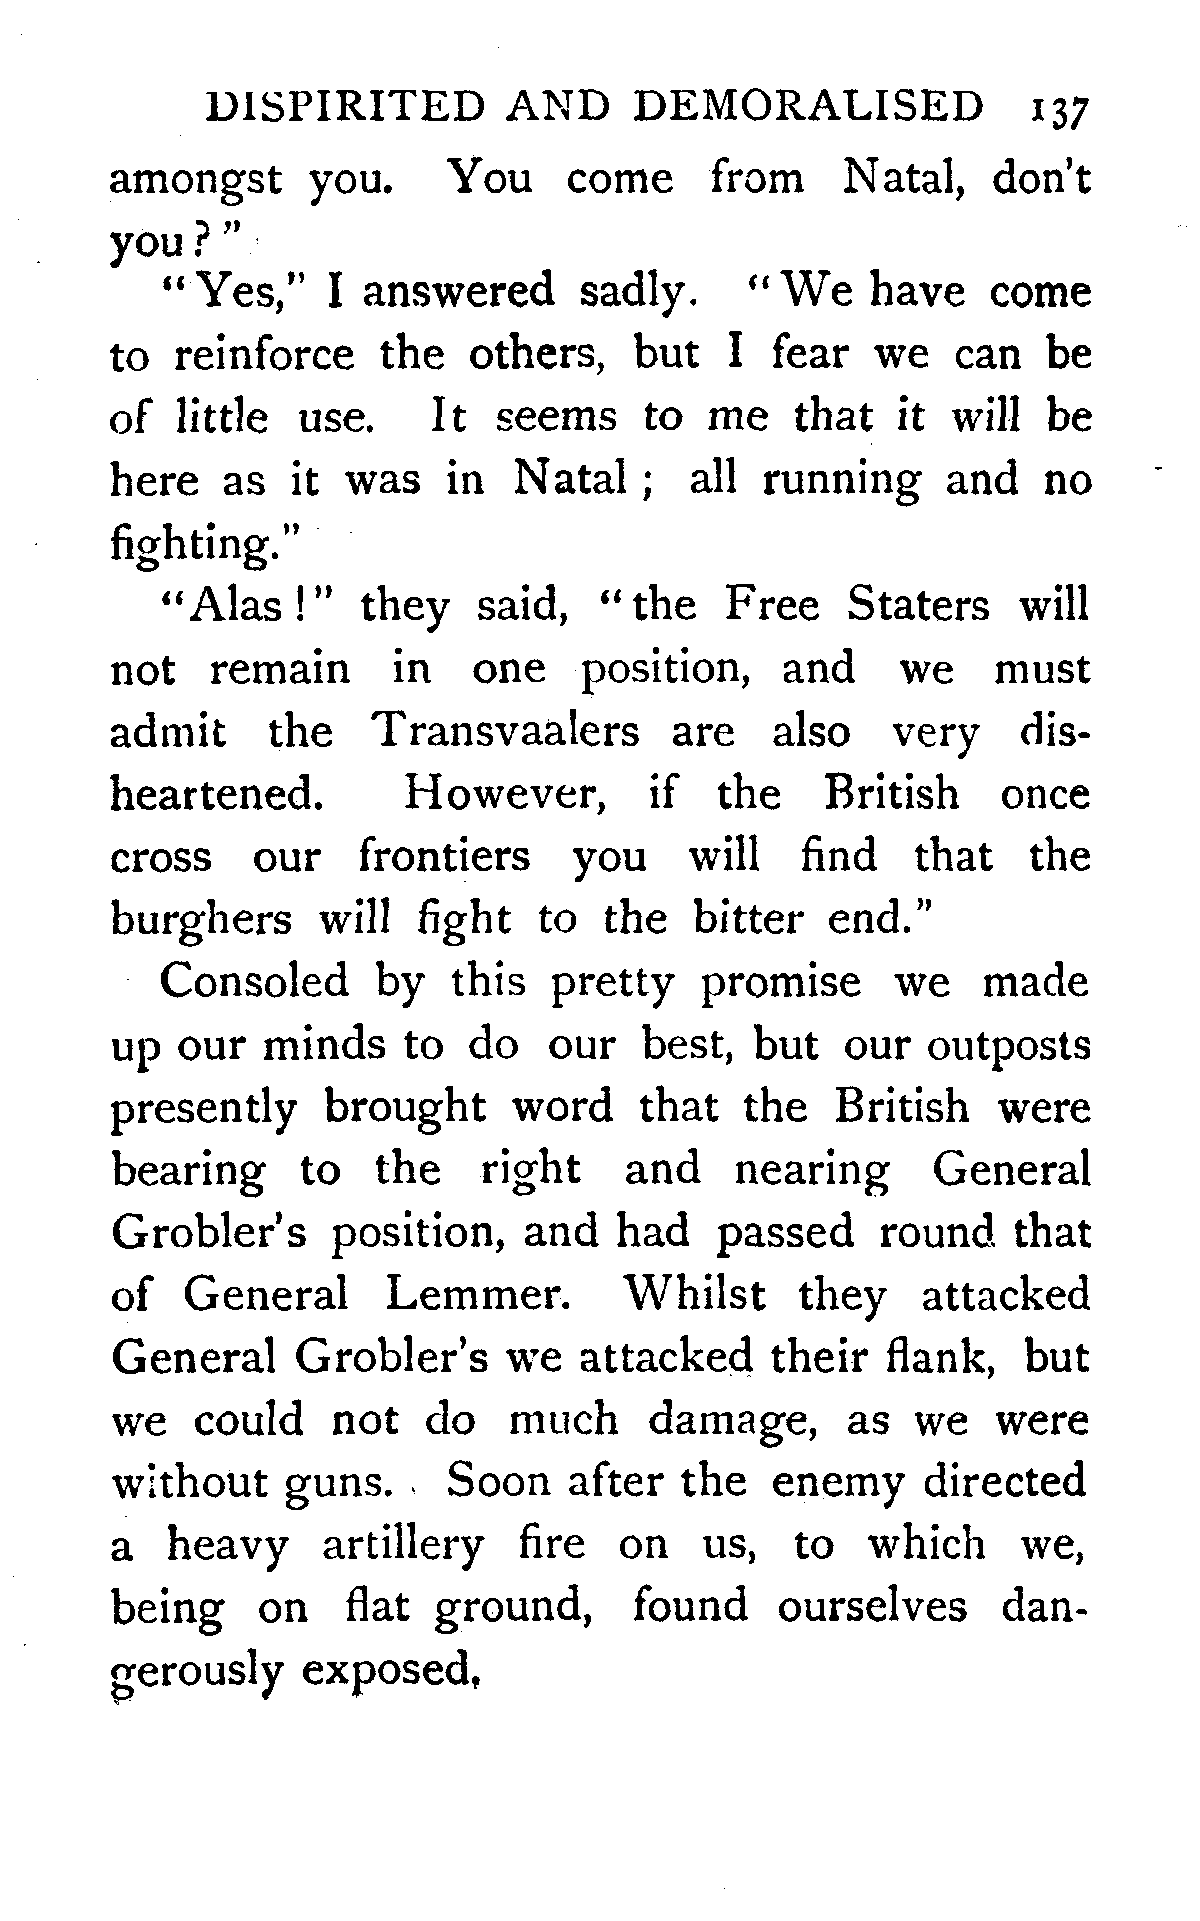 DISPIRITED AND DEMORALISED 137
amongst you. You come from Natal, don't
you?"
"Yes," I answered sadly. "We have come
to reinforce the others, but I fear we can be
of little use. It seems to me that it will be
here as it was in Natal; all running and no
fighting."
"Alas!" they said, "the Free Staters will
not remain in one position, and we must
admit the Transvaalers are also very dis-
heartened. However, if the British once
cross our frontiers you will find that the
burghers will fight to the bitter end."
Consoled by this pretty promise we made
up our minds to do our best, but our outposts
presently brought word that the British were
bearing to the right and nearing General
Grobler's position, and had passed round that
of General Lemmer. Whilst they attacked
General Grobler's we attacked their flank, but
we could not do much damage, as we were
without guns. Soon after the enemy directed
a heavy artillery fire on us, to which we,
being on flat ground, found ourselves dan-
gerously exposed.